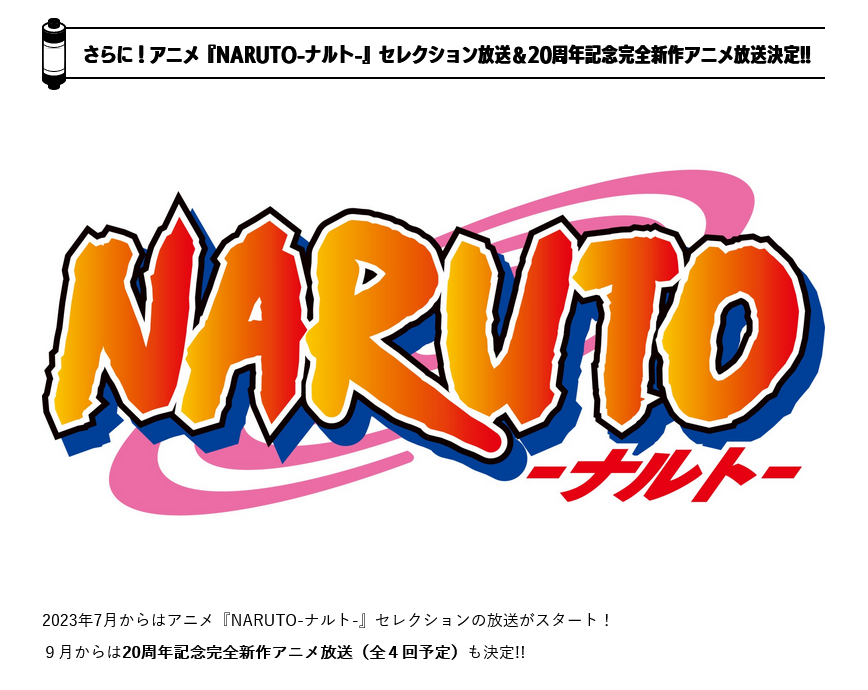 さらに！アニメ『NARUTO-ナルト-』セレクション放送＆20周年記念完全新作アニメ放送決定!!
NARUTO
-ナルト-
2023年7月からはアニメ『NARUTO-ナルト-』セレクションの放送がスタート！
９月からは20周年記念完全新作アニメ放送（全４回予定）も決定!!